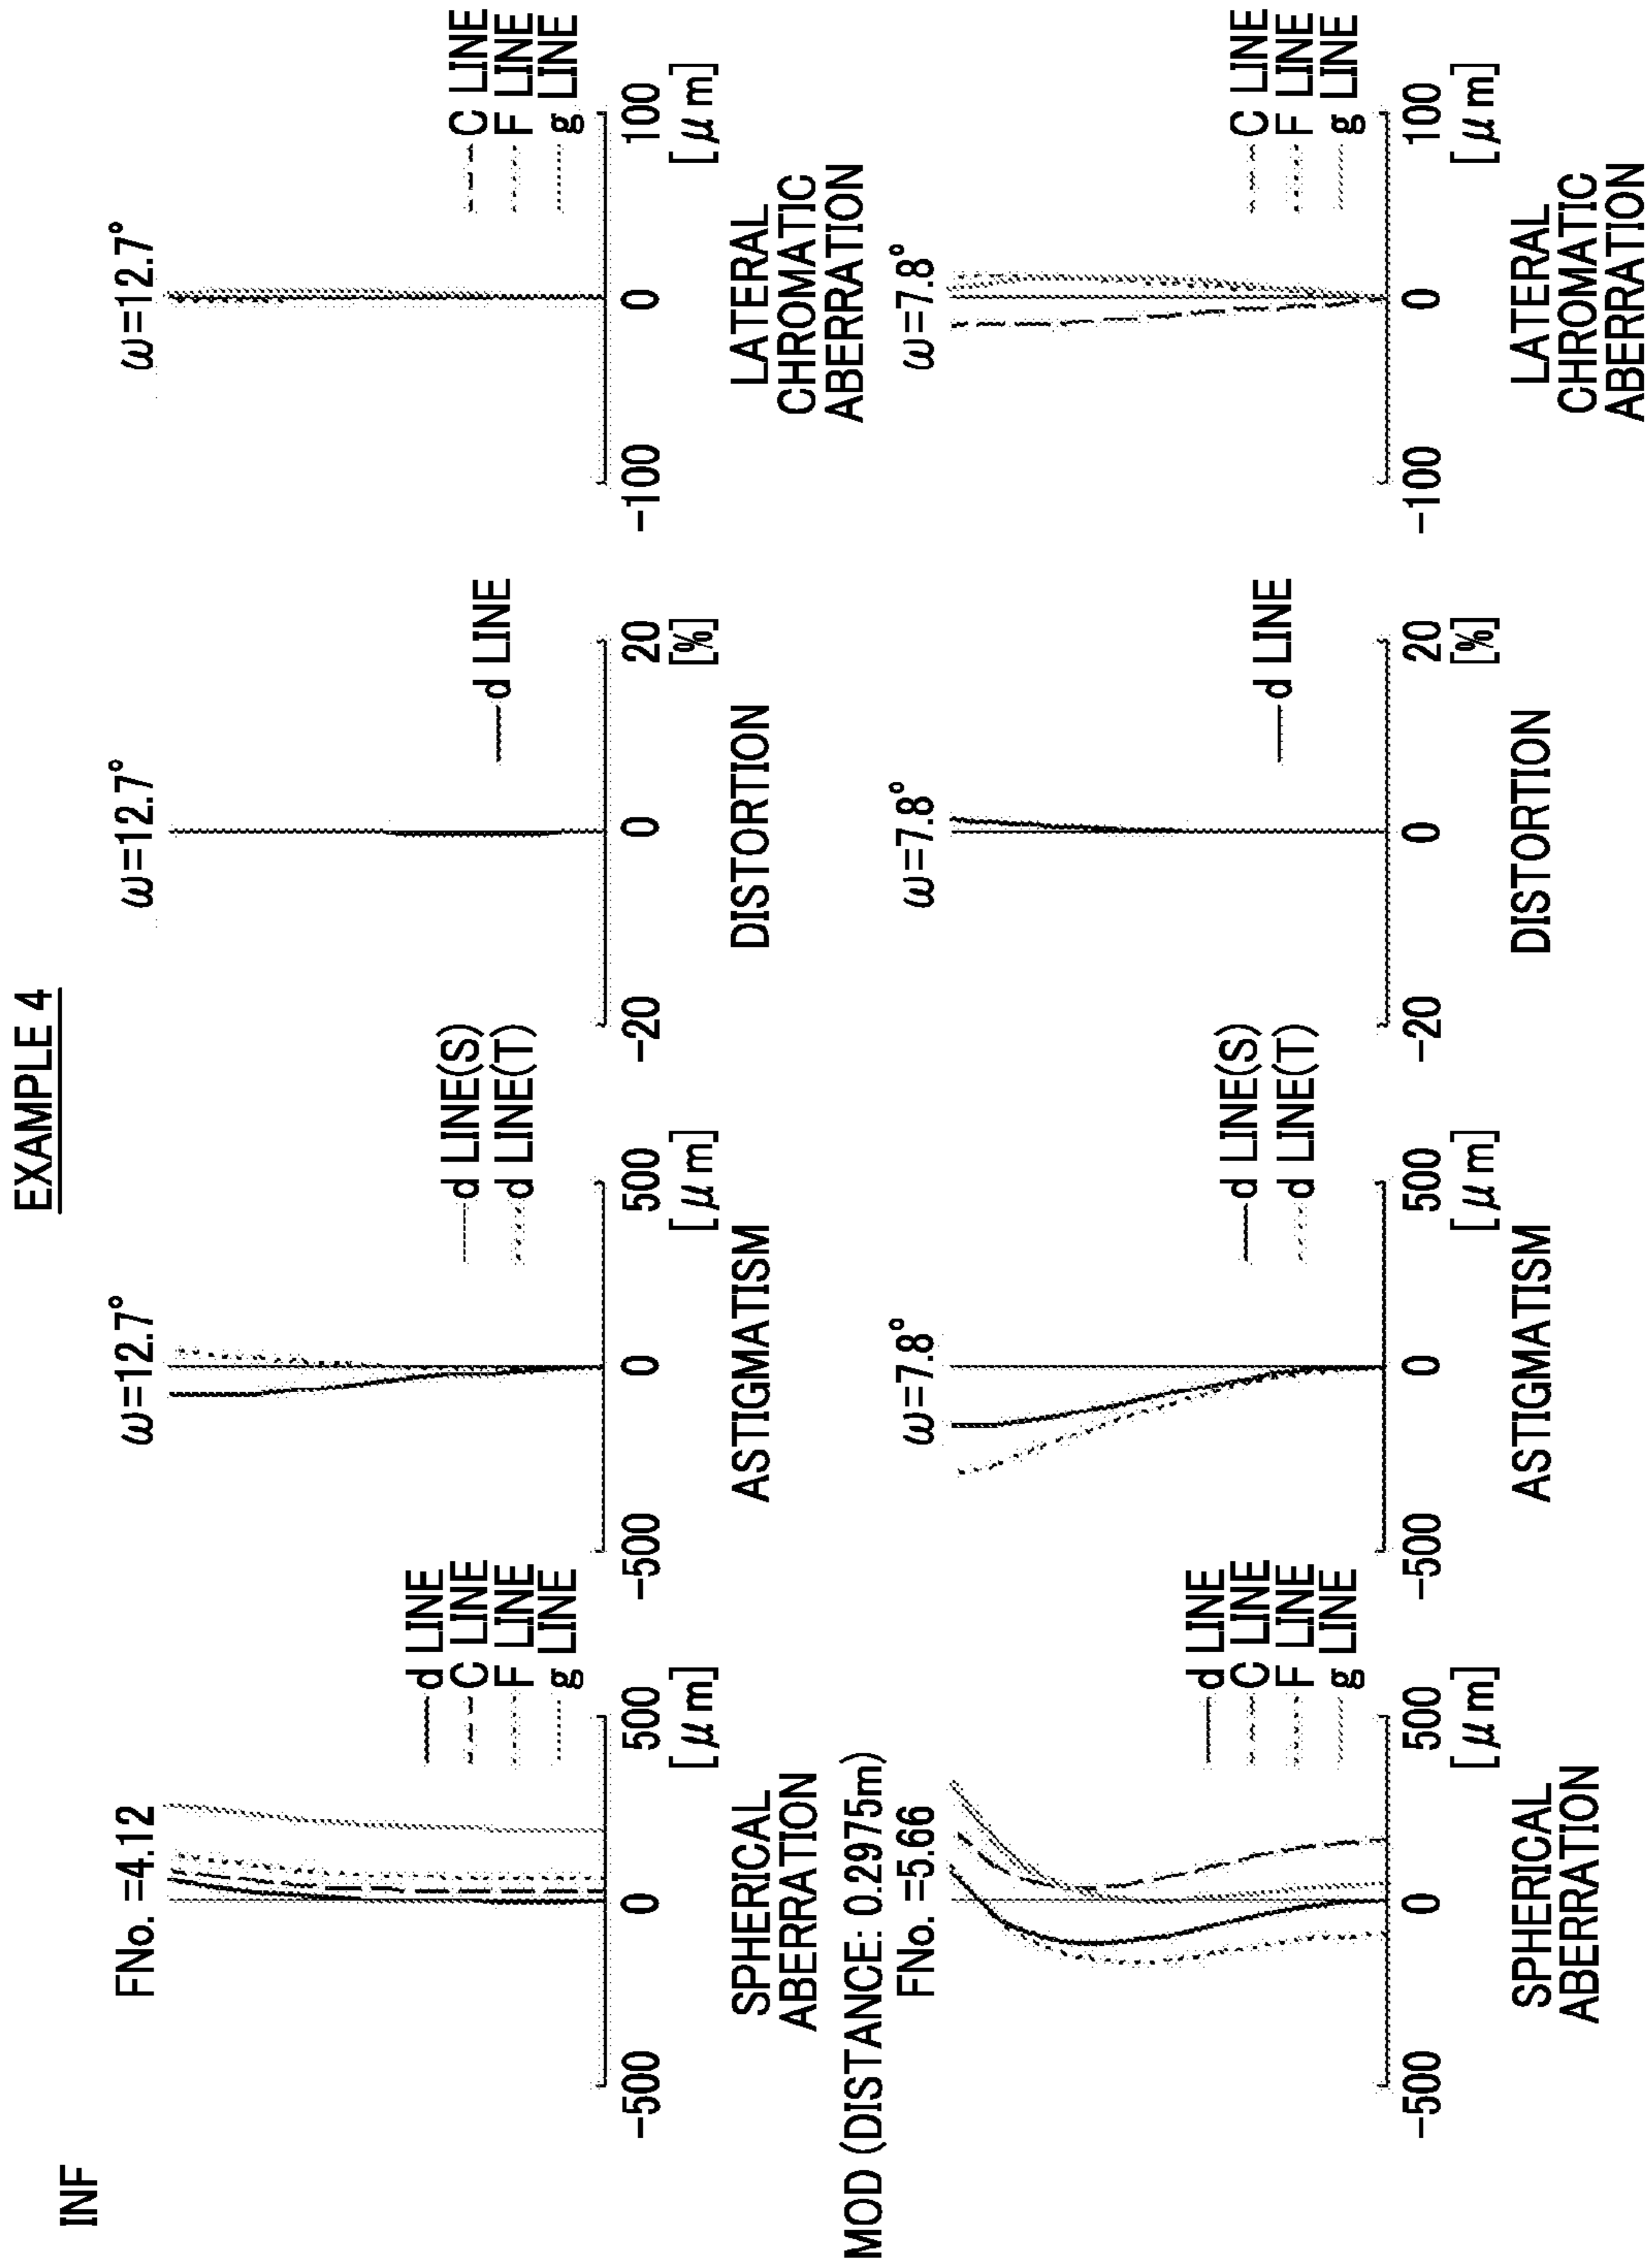 EXAMPLE 4
INF
FNo. =4.12
d LINE
C LINE
F LINE
g LINE
-500
0
500
[μm]
SPHERICAL
ABERRATION
ω=12.7°
d LINE(S)
d LINE(T)
-500
0
500
[μm]
ASTIGMATISM
ω=12.7°
d LINE
-20
0
20
[%]
DISTORTION
ω=12.7°
C LINE
F LINE
g LINE
-100
0
100
[μm]
LATERAL
CHROMATIC
ABERRATION
MOD (DISTANCE: 0.2975m)
FNo. =5.66
d LINE
C LINE
F LINE
g LINE
-500
0
500
[μm]
SPHERICAL
ABERRATION
ω=7.8°
d LINE(S)
d LINE(T)
-500
0
500
[μm]
ASTIGMATISM
ω=7.8°
d LINE
-20
0
20
[%]
DISTORTION
ω=7.8°
C LINE
F LINE
g LINE
-100
0
100
[μm]
LATERAL
CHROMATIC
ABERRATION